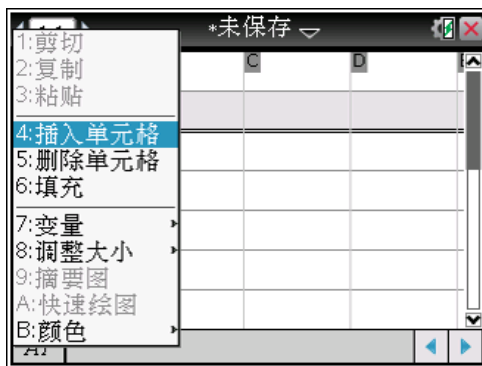 *未保存
1:剪切
2:复制
3:粘贴
4:插入单元格
5:删除单元格
6:填充
7:变量
8:调整大小
9:摘要图
A:快速绘图
B:颜色
C
D